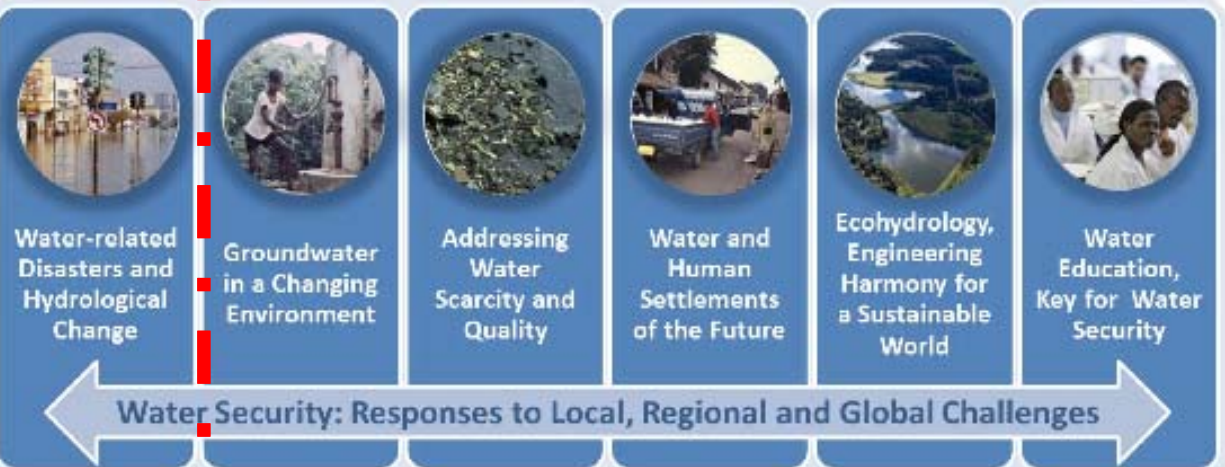 Water-related
Disasters and
Hydrological
Change
Groundwater
in a Changing
Environment
Addressing
Water
Scarcity and
Quality
Water and
Human
Settlements
of the Future
Ecohydrology,
Engineering
Harmony for
a Sustainable
World
Water
Education,
Key for Water
Security
Water Security: Responses to Local, Regional and Global Challenges